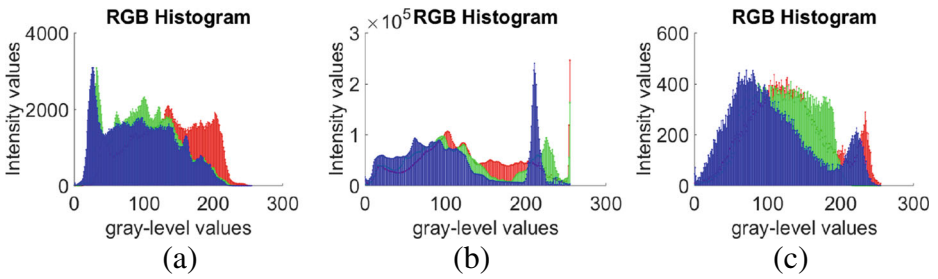 RGB Histogram
Intensity values
4000
2000
0
0 100 200 300
gray-level values
(a)
× 10^5 RGB Histogram
Intensity values
3
2
1
0
0 100 200 300
gray-level values
(b)
RGB Histogram
Intensity values
600
400
200
0
0 100 200 300
gray-level values
(c)